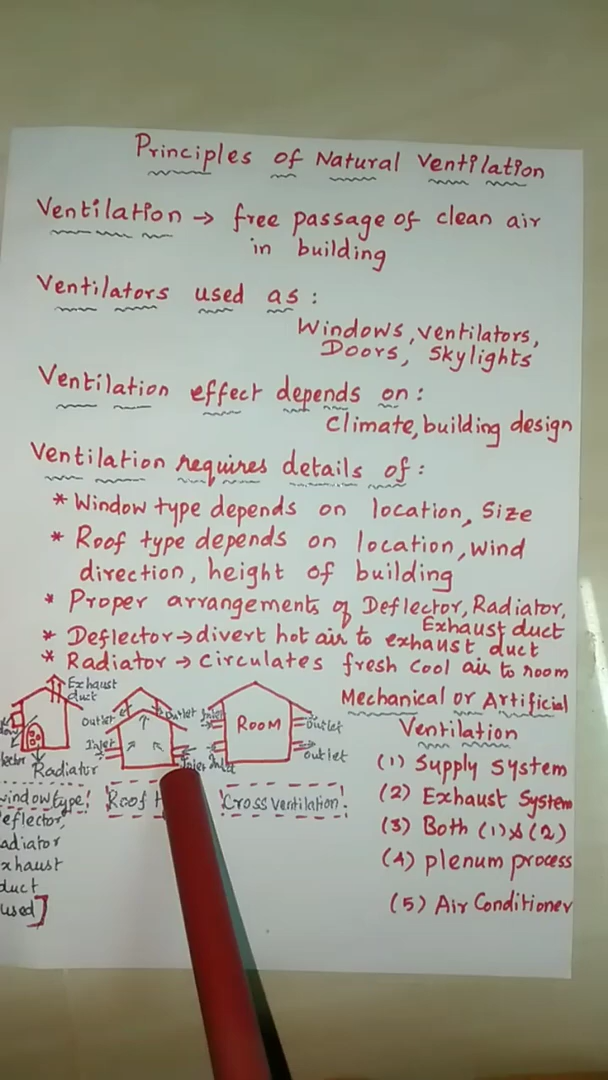 Principles of Natural Ventilation
Ventilation → free passage of clean air
in building
Ventilators used as :
Windows, ventilators,
Doors, Skylights
Ventilation effect depends on :
Climate, building design
Ventilation requires details of :
* Window type depends on location, Size
* Roof type depends on location, wind
direction, height of building
* Proper arrangements of Deflector, Radiator,
Exhaust duct
* Deflector → divert hot air to exhaust duct
* Radiator → Circulates fresh cool air to room
Exhaust
duct
Radiator
Outlet
Outlet
Inlet
Inlet
Inlet
Inlet
ROOM
Outlet
outlet
window type!
Roof
Cross ventilation
used]
Mechanical or Artificial
Ventilation
(1) Supply System
(2) Exhaust System
(3) Both (1) & (2)
(4) plenum process
(5) Air Conditioner